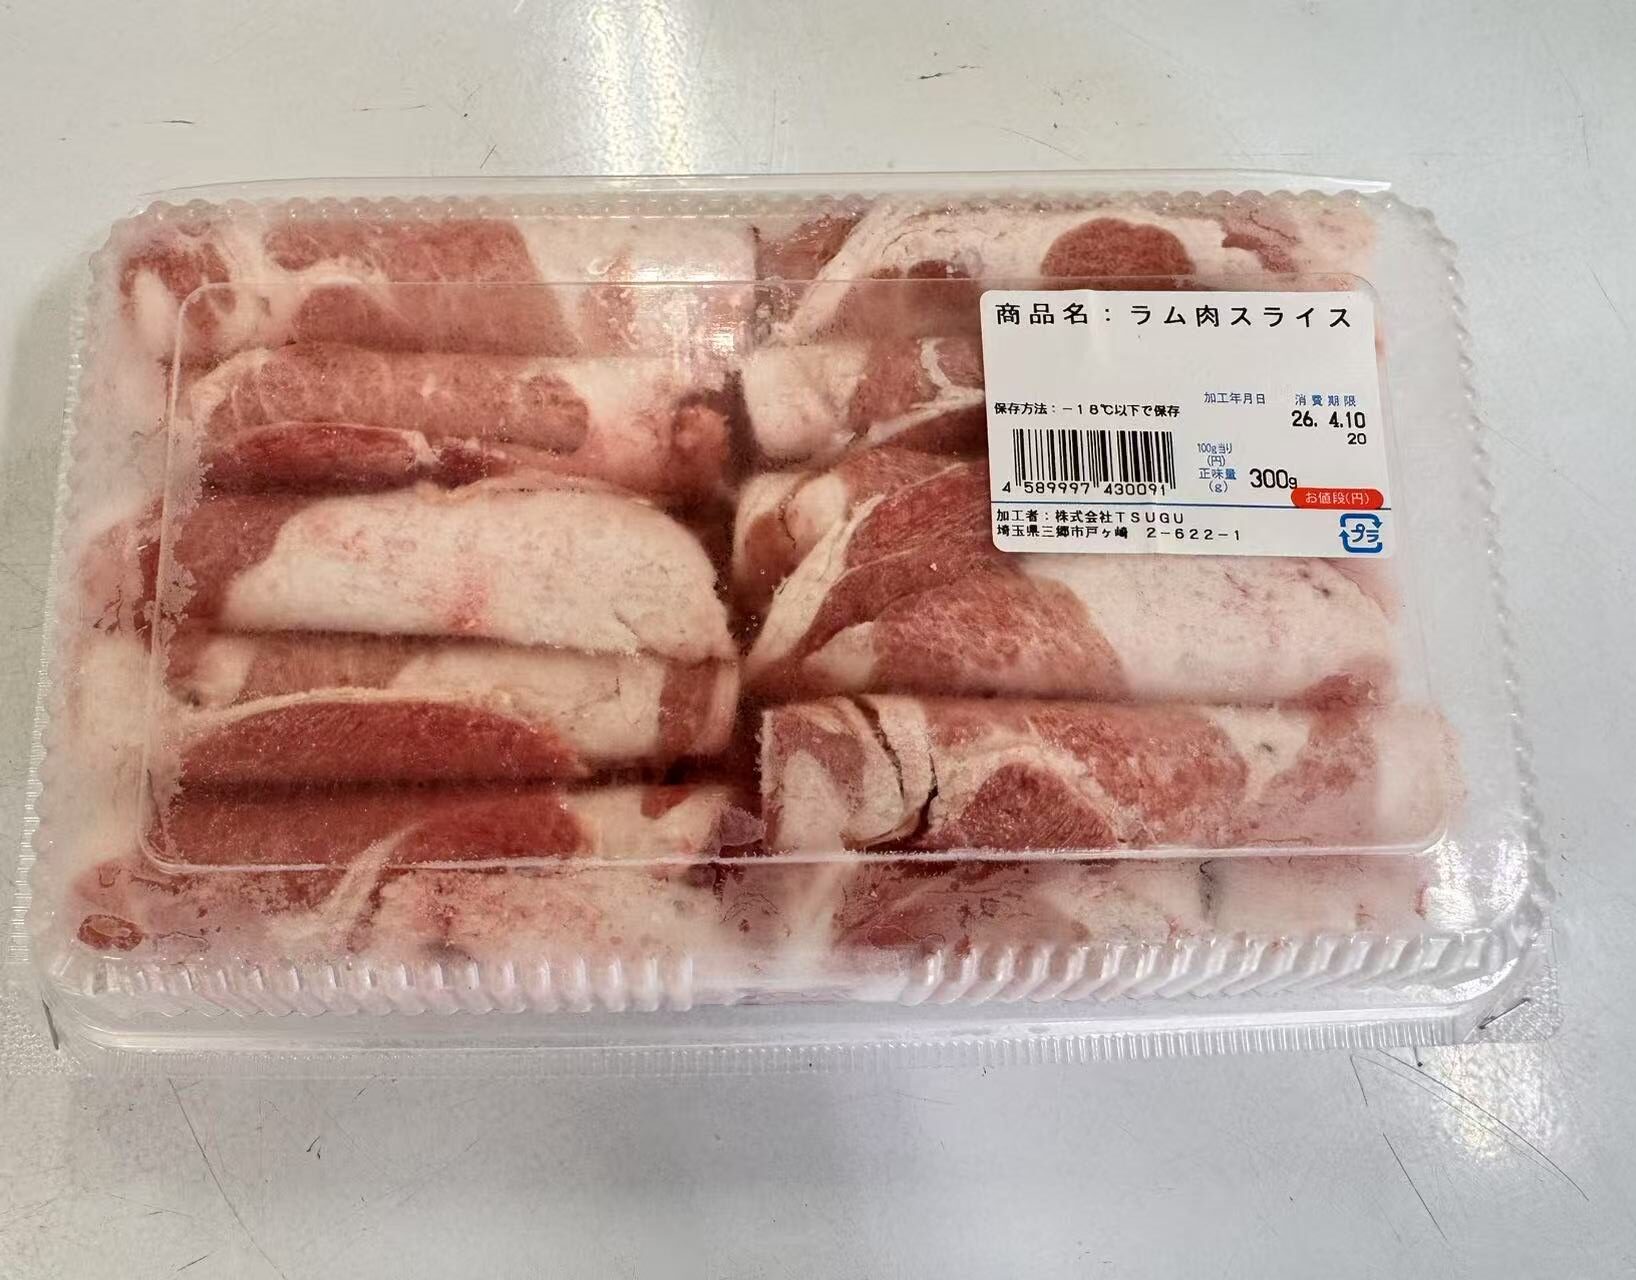 商品名：ラム肉スライス
加工年月日 消費期限
保存方法：－１８℃以下で保存
26. 4.10
20
100g当り
(円)
正味量
(g)
300g
お値段(円)
4 589997 430091
加工者：株式会社ＴＳＵＧＵ
埼玉県三郷市戸ヶ崎 ２－６２２－１
プラ